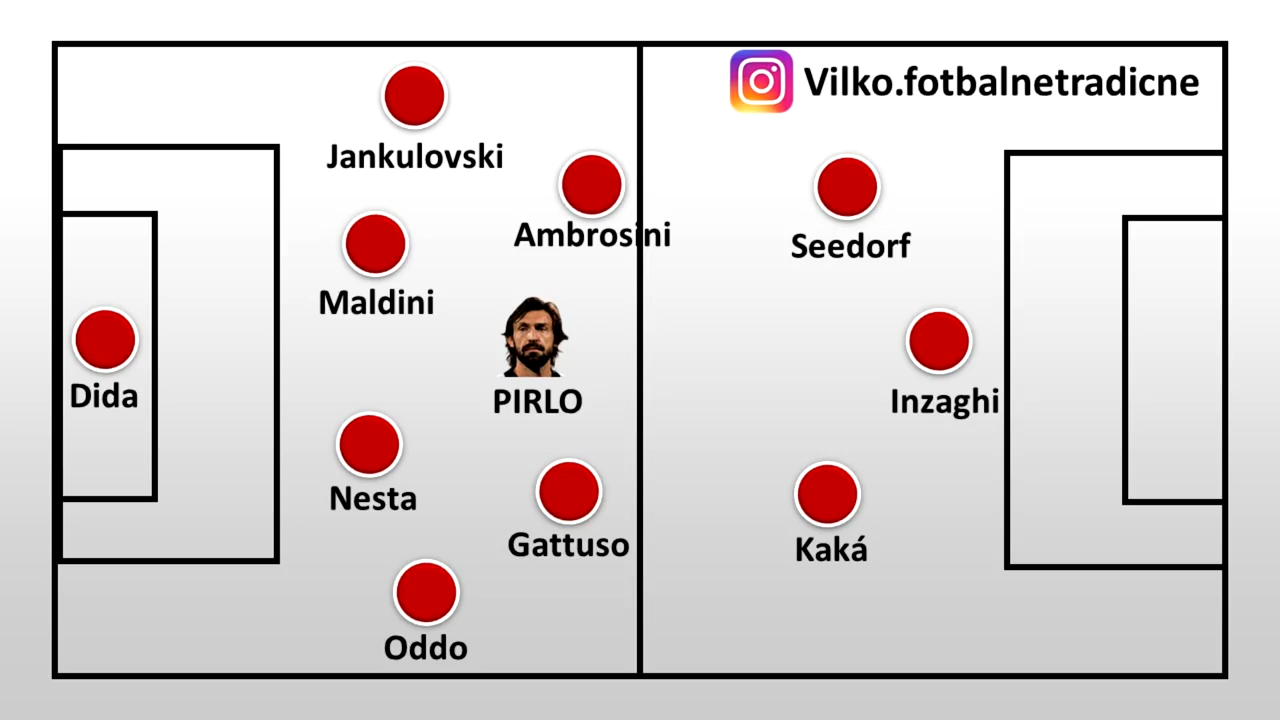 Vilko.fotbalnetradicne
Jankulovski
Ambrosini
Seedorf
Maldini
Dida
PIRLO
Inzaghi
Nesta
Gattuso
Kaká
Oddo